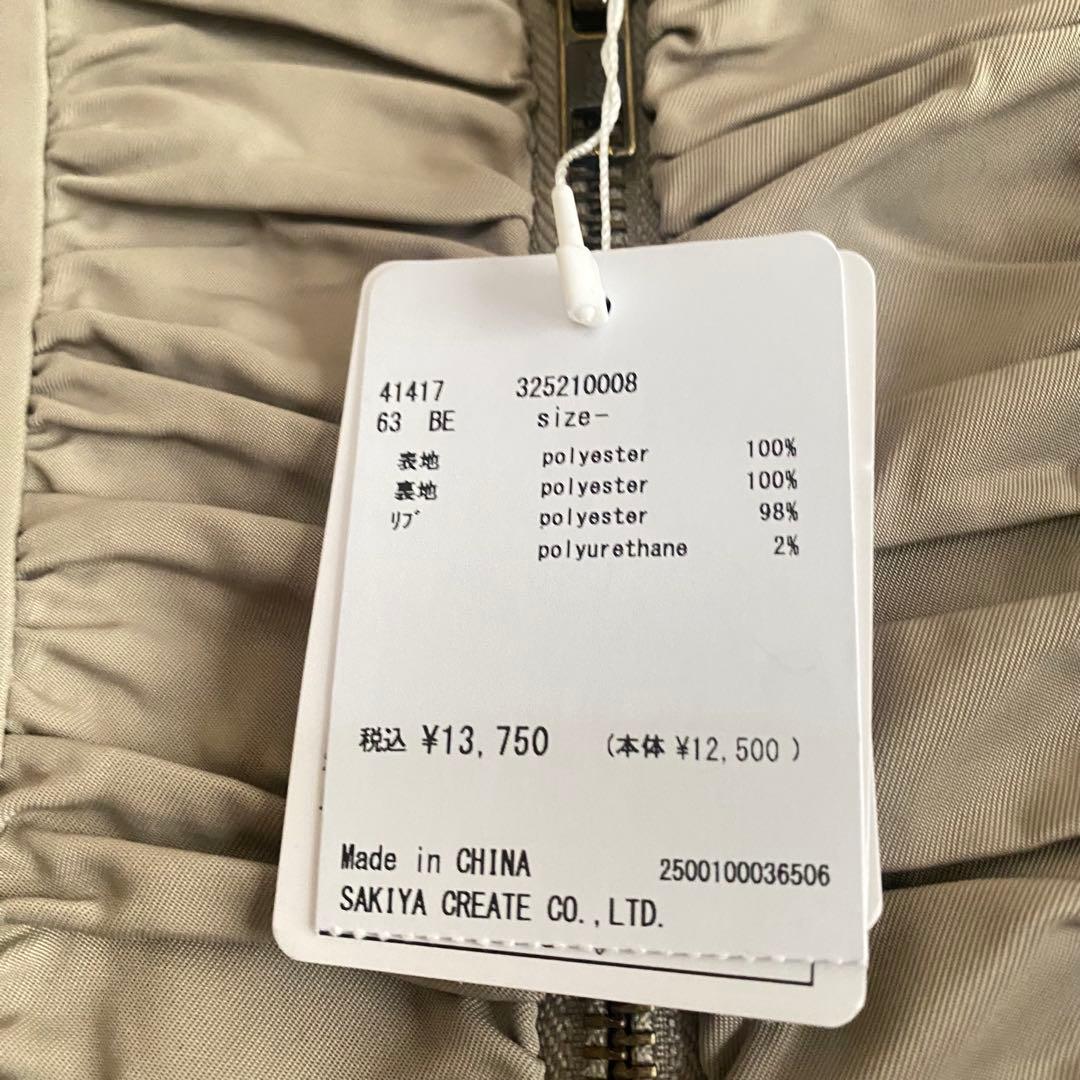 41417 325210008
63 BE size-
表地 polyester 100%
裏地 polyester 100%
ﾘﾌﾞ polyester 98%
polyurethane 2%
税込 ¥13,750 (本体 ¥12,500 )
Made in CHINA 2500100036506
SAKIYA CREATE CO.,LTD.